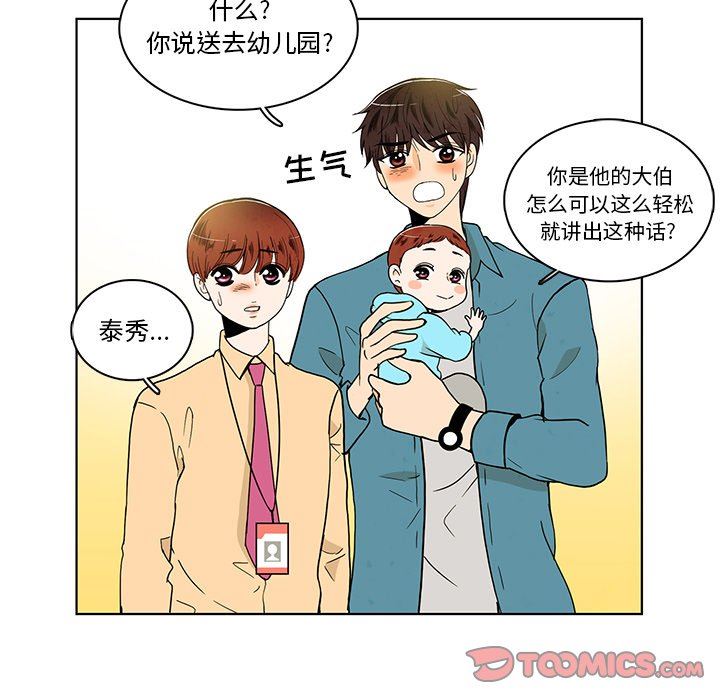 什么?
你说送去幼儿园?
生气
你是他的大伯
怎么可以这么轻松
就讲出这种话?
泰秀...
TOOMICS.COM